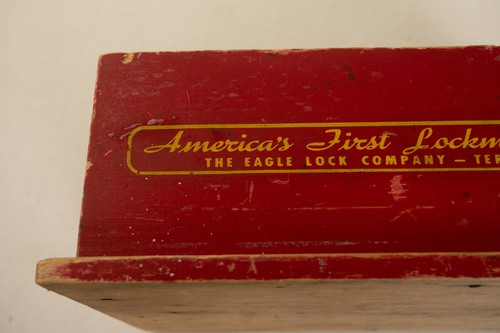 America's First Lockm
THE EAGLE LOCK COMPANY — TER